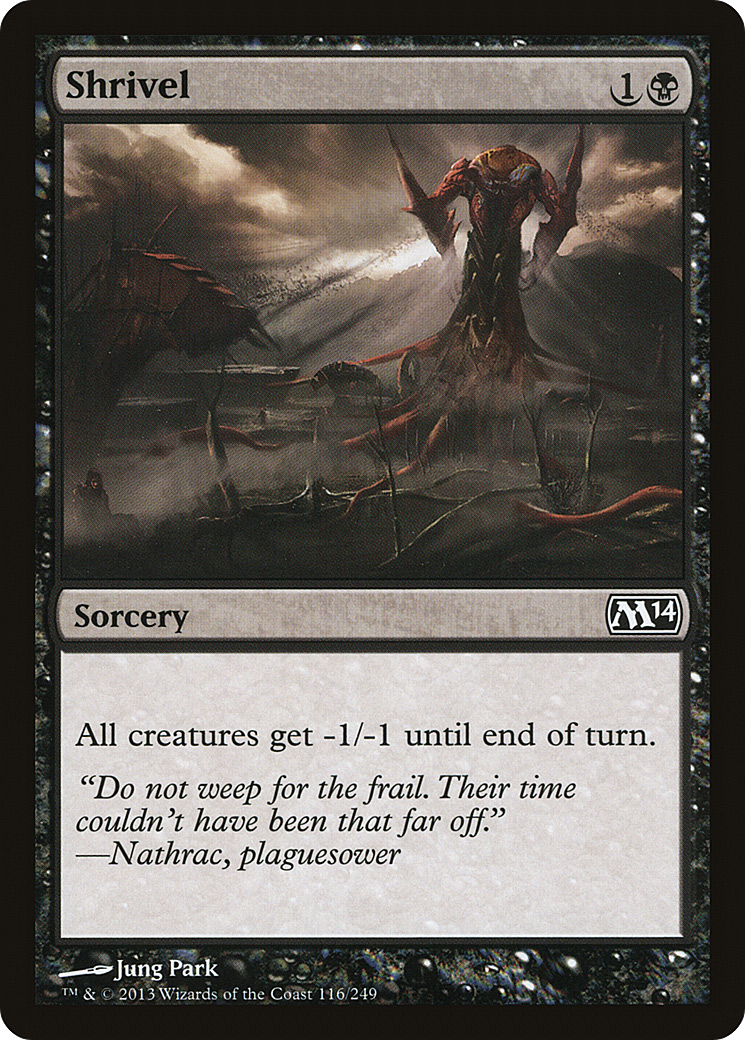 Shrivel 1
Sorcery M14
All creatures get -1/-1 until end of turn.
“Do not weep for the frail. Their time
couldn’t have been that far off.”
—Nathrac, plaguesower
Jung Park
™ & © 2013 Wizards of the Coast 116/249